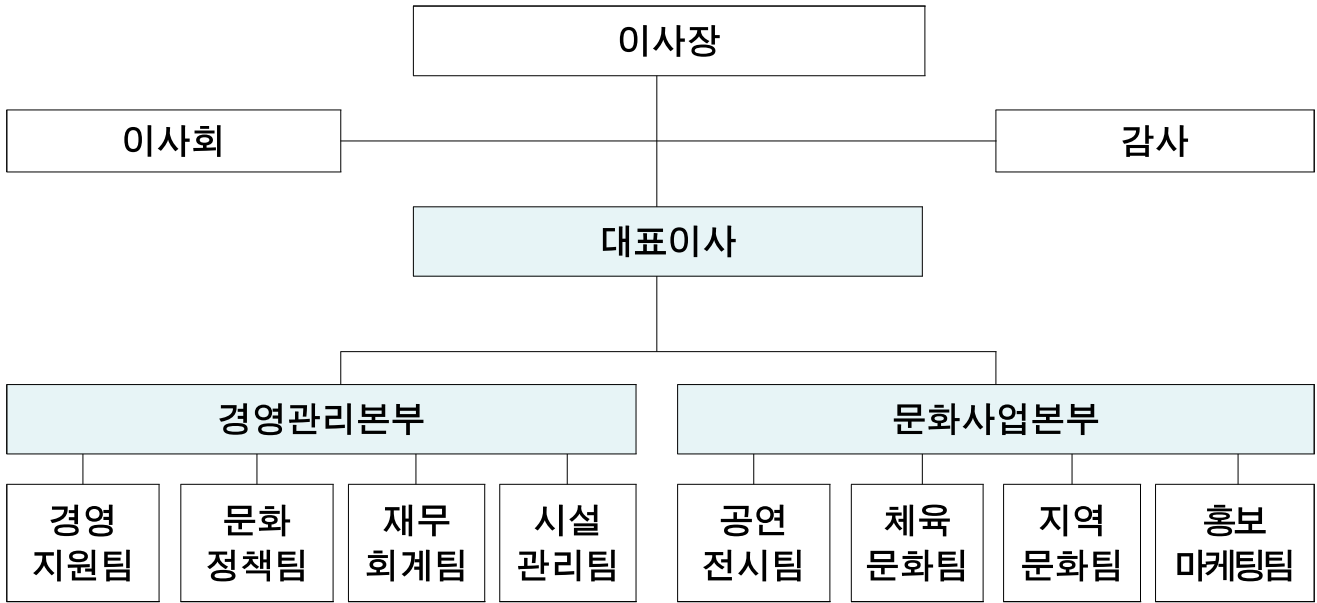 이사장
이사회
감사
대표이사
경영관리본부
문화사업본부
경영
지원팀
문화
정책팀
재무
회계팀
시설
관리팀
공연
전시팀
체육
문화팀
지역
문화팀
홍보
마케팅팀